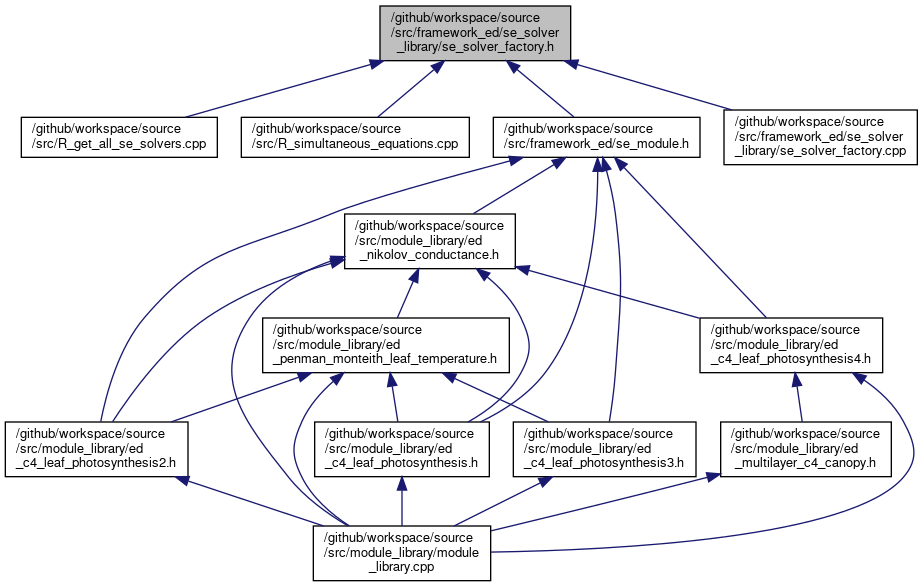 /github/workspace/source
/src/framework_ed/se_solver
_library/se_solver_factory.h
/github/workspace/source
/src/R_get_all_se_solvers.cpp
/github/workspace/source
/src/R_simultaneous_equations.cpp
/github/workspace/source
/src/framework_ed/se_module.h
/github/workspace/source
/src/framework_ed/se_solver
_library/se_solver_factory.cpp
/github/workspace/source
/src/module_library/ed
_nikolov_conductance.h
/github/workspace/source
/src/module_library/ed
_penman_monteith_leaf_temperature.h
/github/workspace/source
/src/module_library/ed
_c4_leaf_photosynthesis4.h
/github/workspace/source
/src/module_library/ed
_c4_leaf_photosynthesis2.h
/github/workspace/source
/src/module_library/ed
_c4_leaf_photosynthesis.h
/github/workspace/source
/src/module_library/ed
_c4_leaf_photosynthesis3.h
/github/workspace/source
/src/module_library/ed
_multilayer_c4_canopy.h
/github/workspace/source
/src/module_library/module
_library.cpp